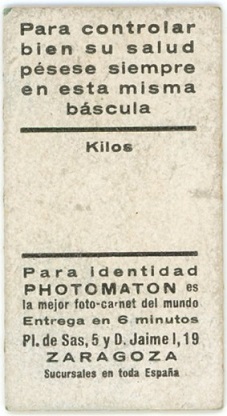 Para controlar
bien su salud
pésese siempre
en esta misma
báscula
Kilos
Para identidad
PHOTOMATON es
la mejor foto-carnet del mundo
Entrega en 6 minutos
Pl. de Sas, 5 y D. Jaime I, 19
ZARAGOZA
Sucursales en toda España